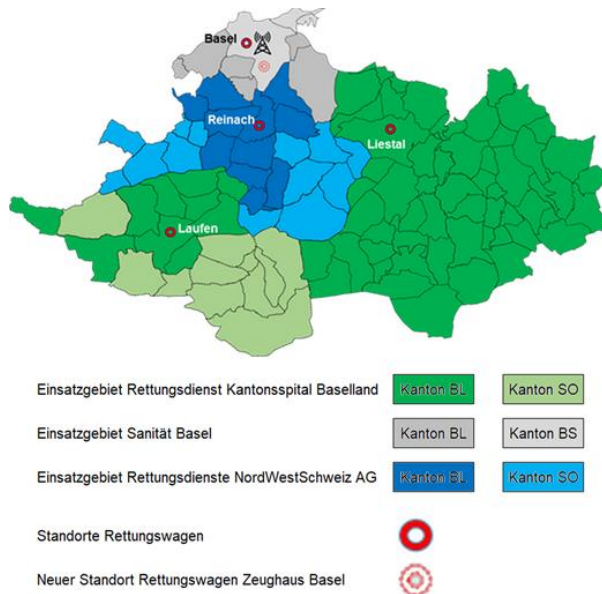 Basel
Reinach
Liestal
Laufen
Einsatzgebiet Rettungsdienst Kantonsspital Baselland Kanton BL Kanton SO
Einsatzgebiet Sanität Basel Kanton BL Kanton BS
Einsatzgebiet Rettungsdienste NordWestSchweiz AG Kanton BL Kanton SO
Standorte Rettungswagen
Neuer Standort Rettungswagen Zeughaus Basel